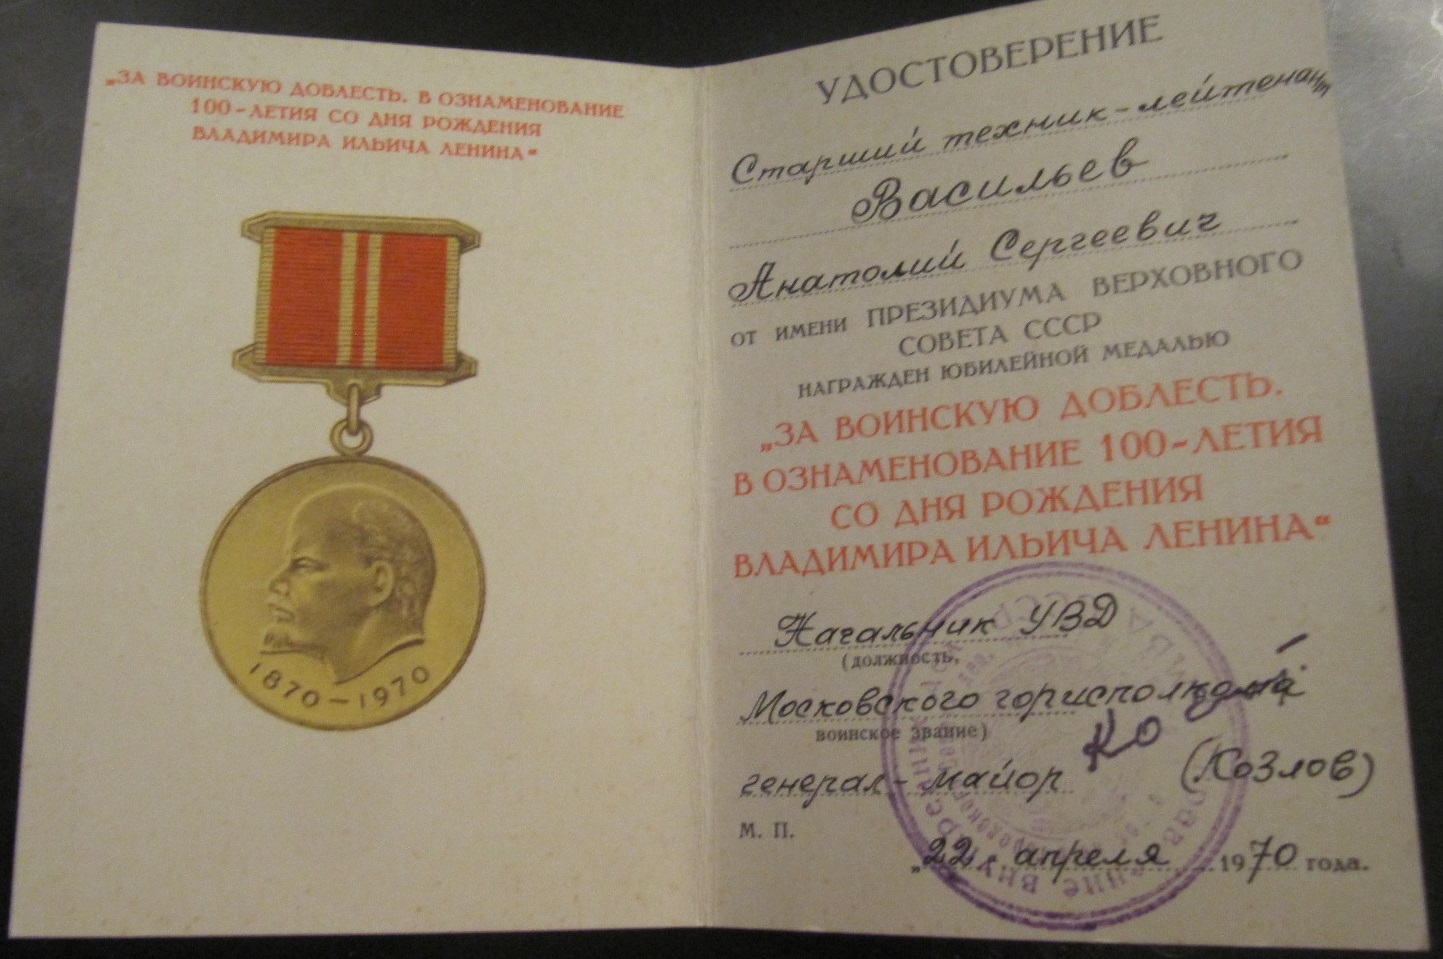 „ЗА ВОИНСКУЮ ДОБЛЕСТЬ. В ОЗНАМЕНОВАНИЕ
100-ЛЕТИЯ СО ДНЯ РОЖДЕНИЯ
ВЛАДИМИРА ИЛЬИЧА ЛЕНИНА“
1870-1970
УДОСТОВЕРЕНИЕ
Старший техник-лейтенант
Васильев
Анатолий Сергеевич
ОТ ИМЕНИ ПРЕЗИДИУМА ВЕРХОВНОГО
СОВЕТА СССР
НАГРАЖДЕН ЮБИЛЕЙНОЙ МЕДАЛЬЮ
„ЗА ВОИНСКУЮ ДОБЛЕСТЬ.
В ОЗНАМЕНОВАНИЕ 100-ЛЕТИЯ
СО ДНЯ РОЖДЕНИЯ
ВЛАДИМИРА ИЛЬИЧА ЛЕНИНА“
Начальник УВД
(должность,
Московского горисполкома
воинское звание)
генерал-майор (Козлов)
М. П.
„22 апреля 1970 года.